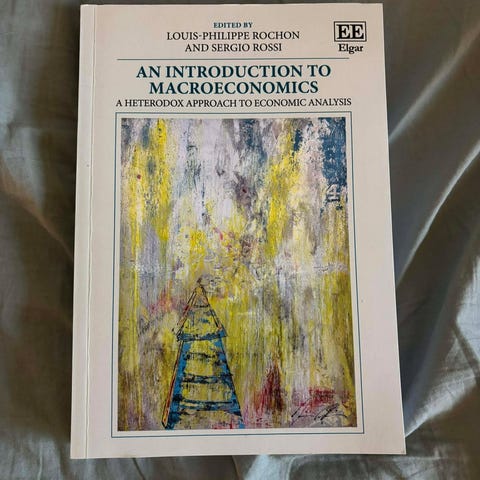 EDITED BY
LOUIS-PHILIPPE ROCHON
AND SERGIO ROSSI
EE
Elgar
AN INTRODUCTION TO
MACROECONOMICS
A HETERODOX APPROACH TO ECONOMIC ANALYSIS
4